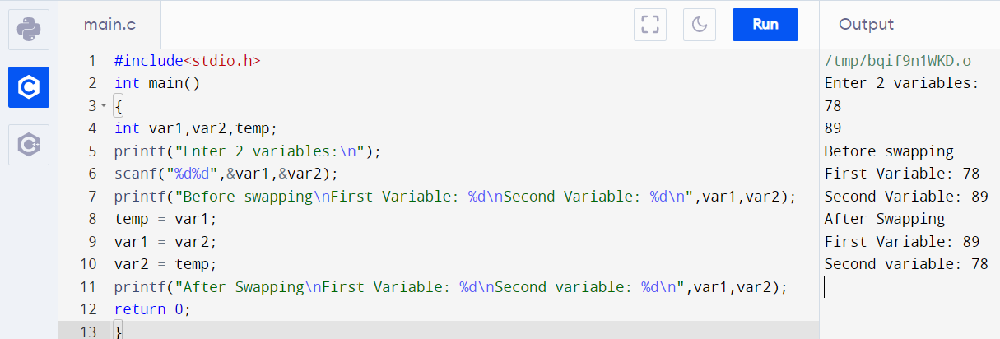 main.c
Run
Output
1 #include<stdio.h>
2 int main()
3 {
4 int var1,var2,temp;
5 printf("Enter 2 variables:\n");
6 scanf("%d%d",&var1,&var2);
7 printf("Before swapping\nFirst Variable: %d\nSecond Variable: %d\n",var1,var2);
8 temp = var1;
9 var1 = var2;
10 var2 = temp;
11 printf("After Swapping\nFirst Variable: %d\nSecond variable: %d\n",var1,var2);
12 return 0;
13 }
/tmp/bqif9n1WKD.o
Enter 2 variables:
78
89
Before swapping
First Variable: 78
Second Variable: 89
After Swapping
First Variable: 89
Second variable: 78